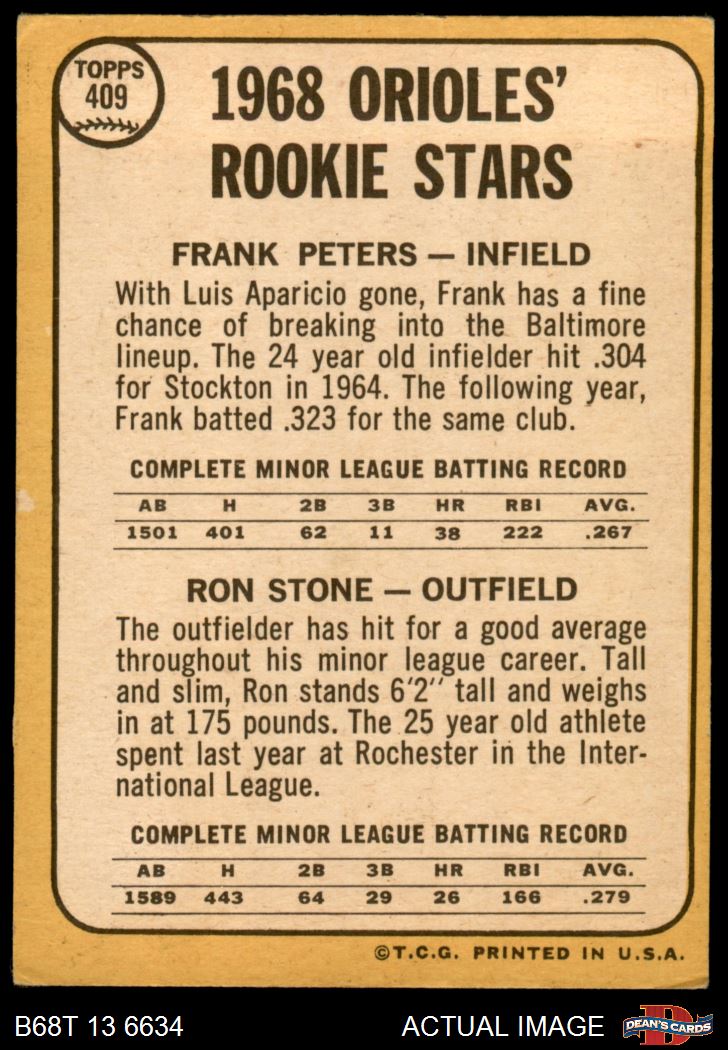 TOPPS
409
1968 ORIOLES'
ROOKIE STARS
FRANK PETERS — INFIELD
With Luis Aparicio gone, Frank has a fine
chance of breaking into the Baltimore
lineup. The 24 year old infielder hit .304
for Stockton in 1964. The following year,
Frank batted .323 for the same club.
COMPLETE MINOR LEAGUE BATTING RECORD
AB H 2B 3B HR RBI AVG.
1501 401 62 11 38 222 .267
RON STONE — OUTFIELD
The outfielder has hit for a good average
throughout his minor league career. Tall
and slim, Ron stands 6'2'' tall and weighs
in at 175 pounds. The 25 year old athlete
spent last year at Rochester in the Inter-
national League.
COMPLETE MINOR LEAGUE BATTING RECORD
AB H 2B 3B HR RBI AVG.
1589 443 64 29 26 166 .279
©T.C.G. PRINTED IN U.S.A.
B68T 13 6634 ACTUAL IMAGE
D
DEAN'S CARDS